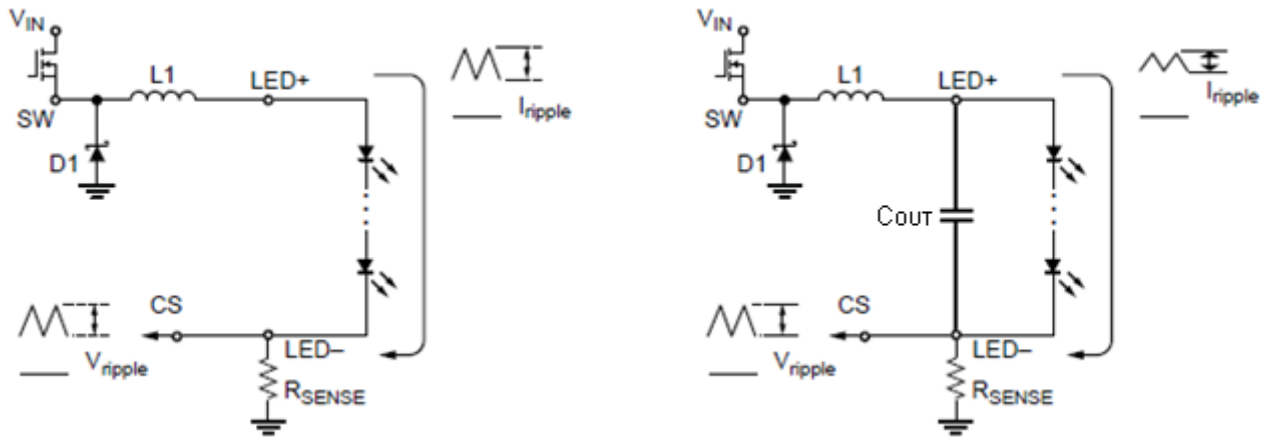 VIN
L1
LED+
SW
Iripple
D1
CS
Vripple
LED–
RSENSE
VIN
L1
LED+
SW
Iripple
D1
COUT
CS
Vripple
LED–
RSENSE